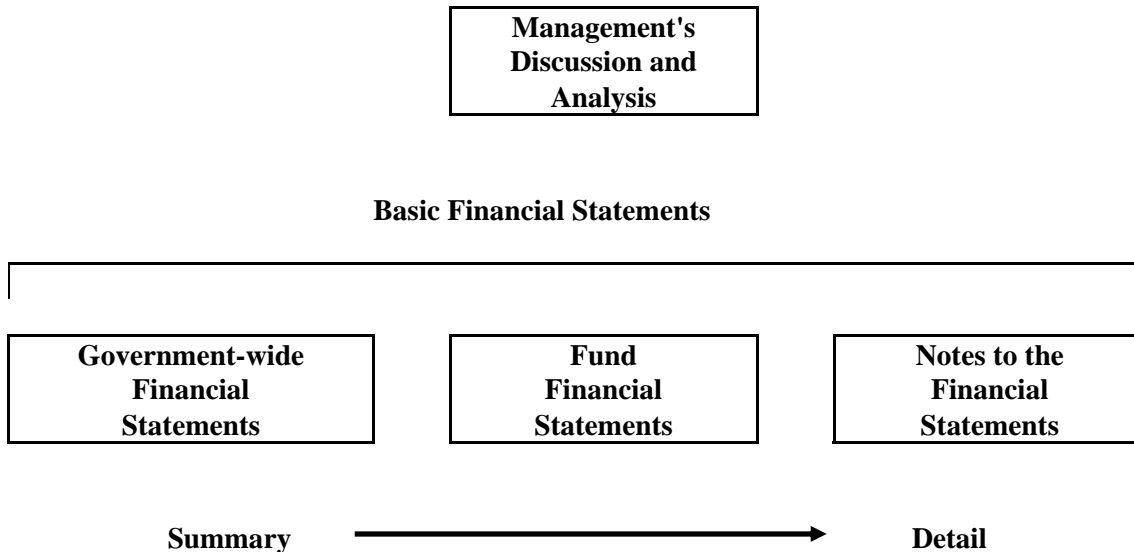 Management's
Discussion and
Analysis
Basic Financial Statements
Government-wide
Financial
Statements
Fund
Financial
Statements
Notes to the
Financial
Statements
Summary
Detail